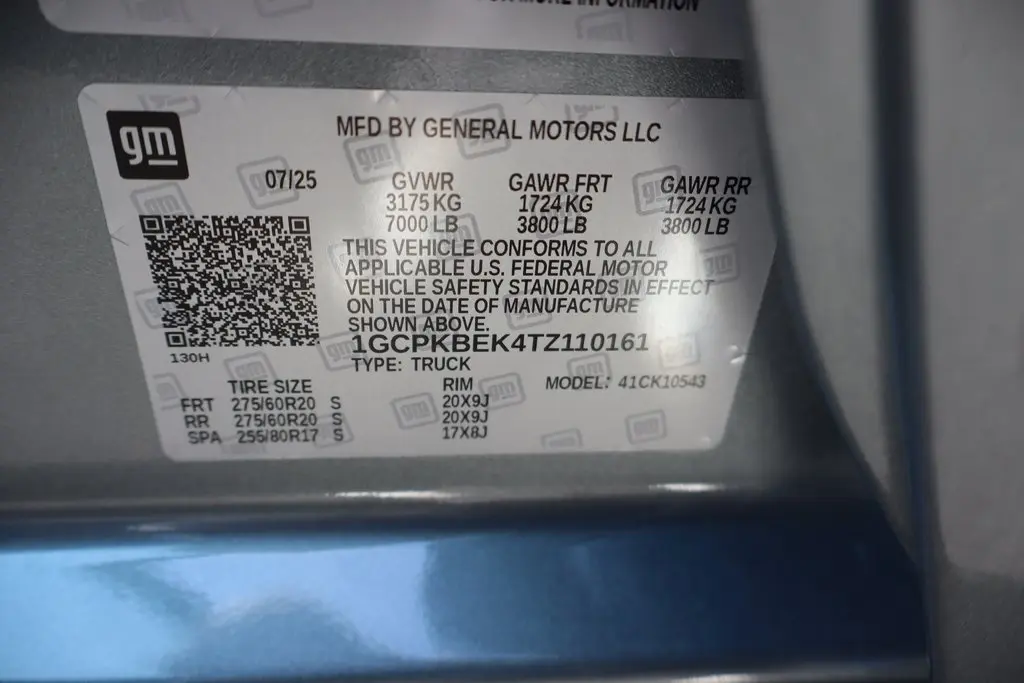 MORE INFORMATION
gm
MFD BY GENERAL MOTORS LLC
07/25 GVWR GAWR FRT GAWR RR
3175 KG 1724 KG 1724 KG
7000 LB 3800 LB 3800 LB
THIS VEHICLE CONFORMS TO ALL
APPLICABLE U.S. FEDERAL MOTOR
VEHICLE SAFETY STANDARDS IN EFFECT
ON THE DATE OF MANUFACTURE
SHOWN ABOVE.
1GCPKBEK4TZ110161
130H
TYPE: TRUCK
TIRE SIZE RIM MODEL: 41CK10543
FRT 275/60R20 S 20X9J
RR 275/60R20 S 20X9J
SPA 255/80R17 S 17X8J